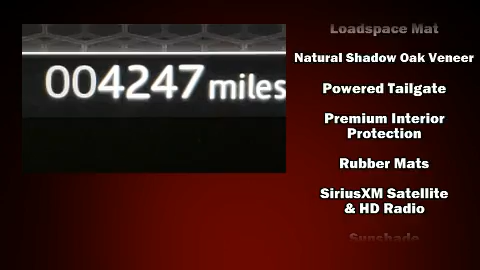 004247 miles
Loadspace Mat
Natural Shadow Oak Veneer
Powered Tailgate
Premium Interior
Protection
Rubber Mats
SiriusXM Satellite
& HD Radio
Sunshade